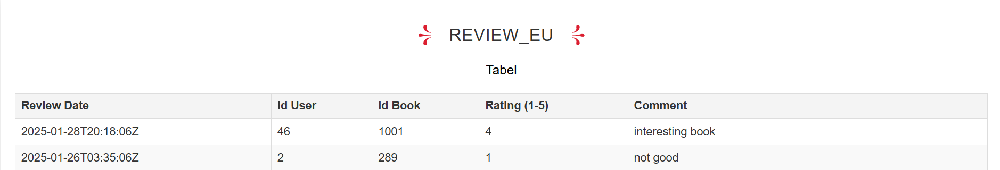 REVIEW_EU
Tabel
Review Date Id User Id Book Rating (1-5) Comment
2025-01-28T20:18:06Z 46 1001 4 interesting book
2025-01-26T03:35:06Z 2 289 1 not good